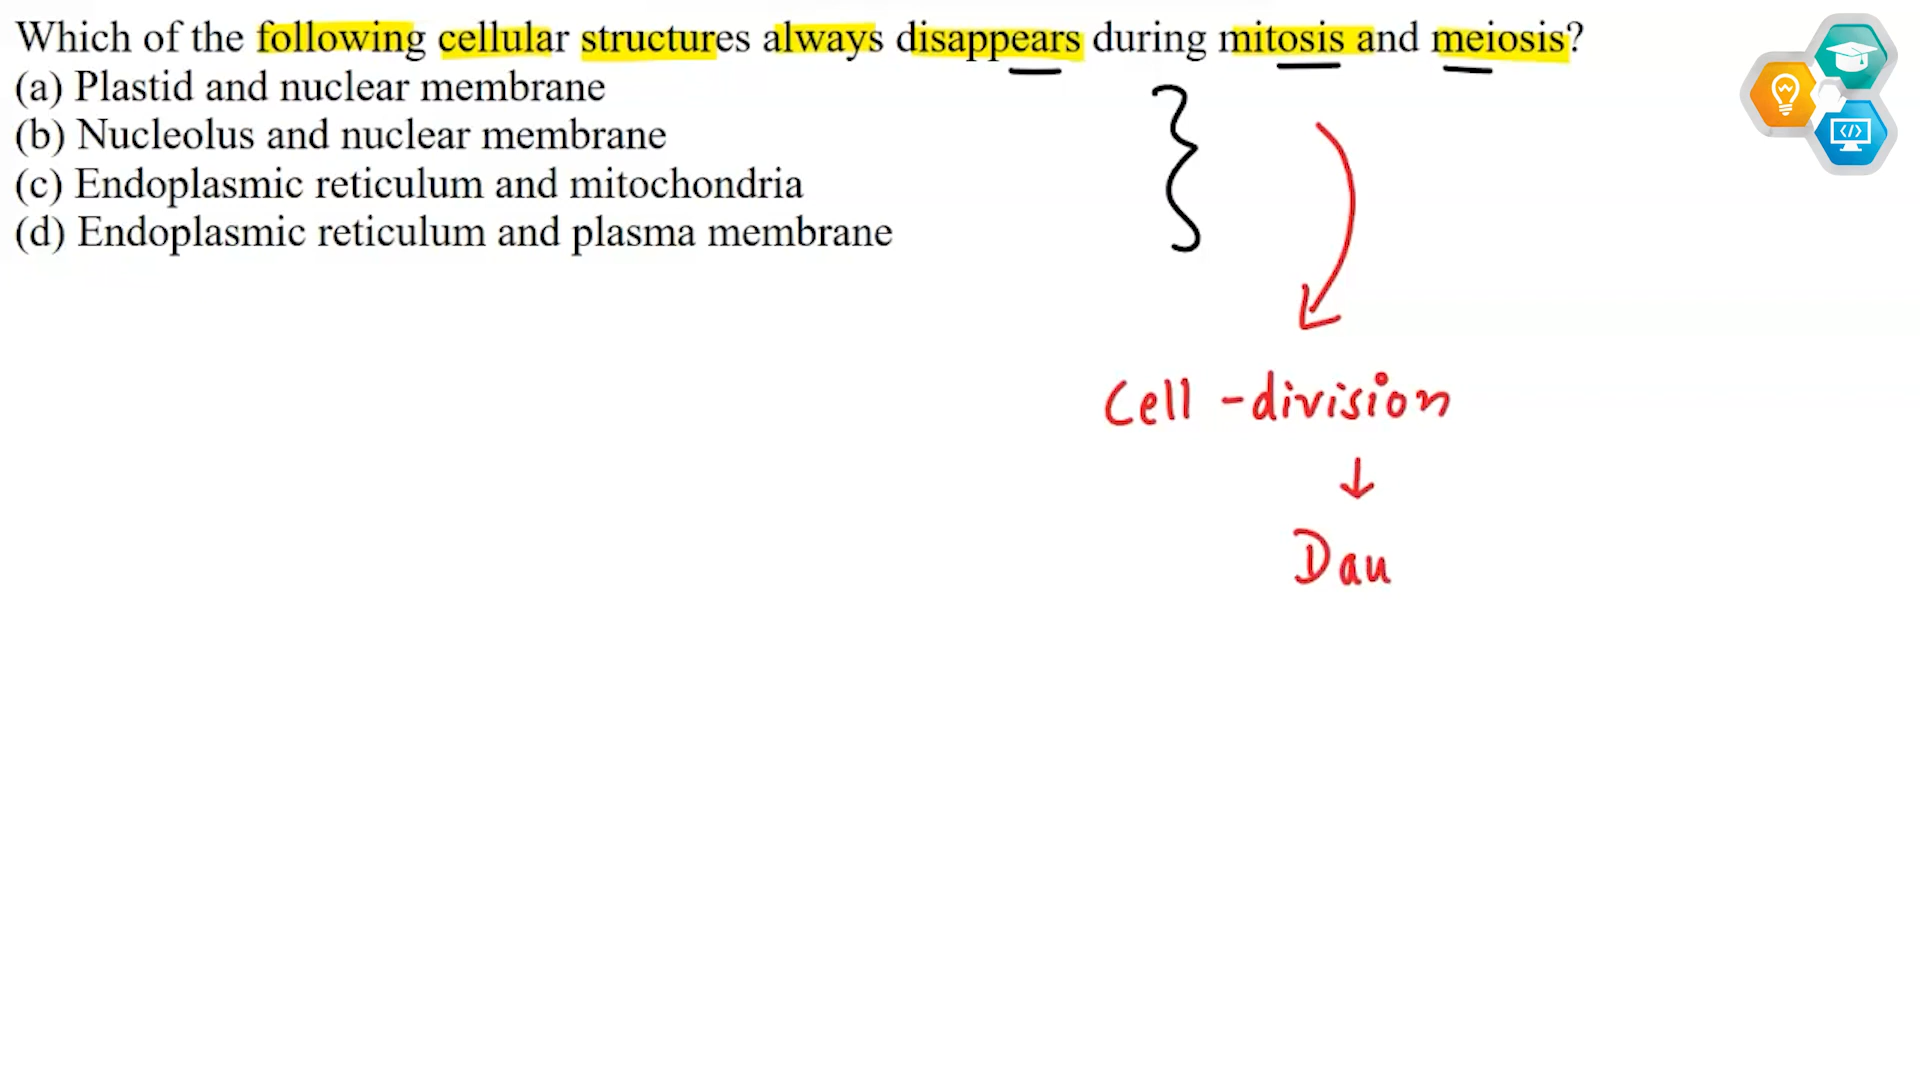 Which of the following cellular structures always disappears during mitosis and meiosis?
(a) Plastid and nuclear membrane
(b) Nucleolus and nuclear membrane
(c) Endoplasmic reticulum and mitochondria
(d) Endoplasmic reticulum and plasma membrane
</>
Cell - division
Dau